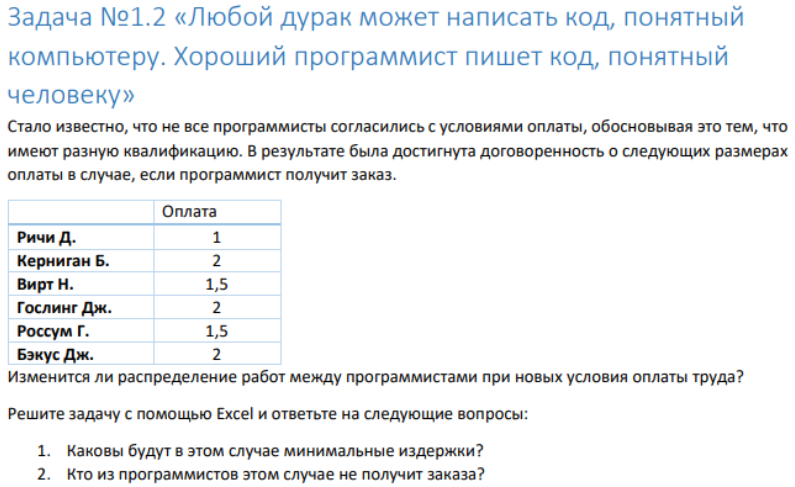 Задача №1.2 «Любой дурак может написать код, понятный
компьютеру. Хороший программист пишет код, понятный
человеку»
Стало известно, что не все программисты согласились с условиями оплаты, обосновывая это тем, что
имеют разную квалификацию. В результате была достигнута договоренность о следующих размерах
оплаты в случае, если программист получит заказ.
Оплата
Ричи Д. 1
Керниган Б. 2
Вирт Н. 1,5
Гослинг Дж. 2
Россум Г. 1,5
Бэкус Дж. 2
Изменится ли распределение работ между программистами при новых условия оплаты труда?
Решите задачу с помощью Excel и ответьте на следующие вопросы:
1. Каковы будут в этом случае минимальные издержки?
2. Кто из программистов этом случае не получит заказа?